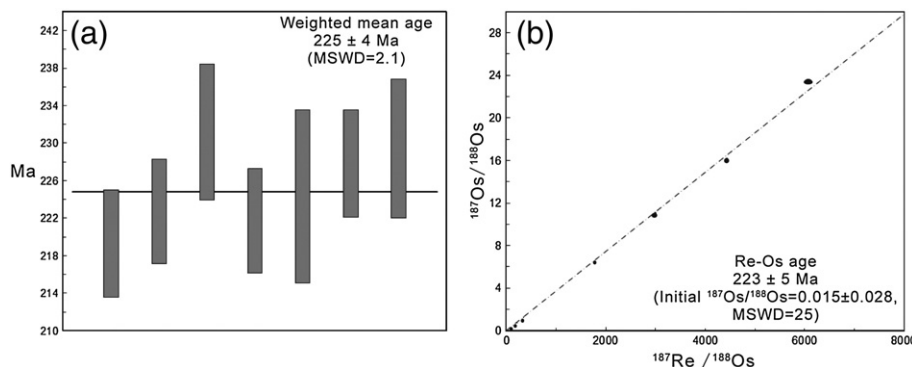 (a)
Weighted mean age
225 ± 4 Ma
(MSWD=2.1)
Ma
242
238
234
230
226
222
218
214
210
(b)
¹⁸⁷Os/¹⁸⁸Os
28
24
20
16
12
8
4
0
Re-Os age
223 ± 5 Ma
(Initial ¹⁸⁷Os/¹⁸⁸Os=0.015±0.028,
MSWD=25)
0 2000 4000 6000 8000
¹⁸⁷Re /¹⁸⁸Os